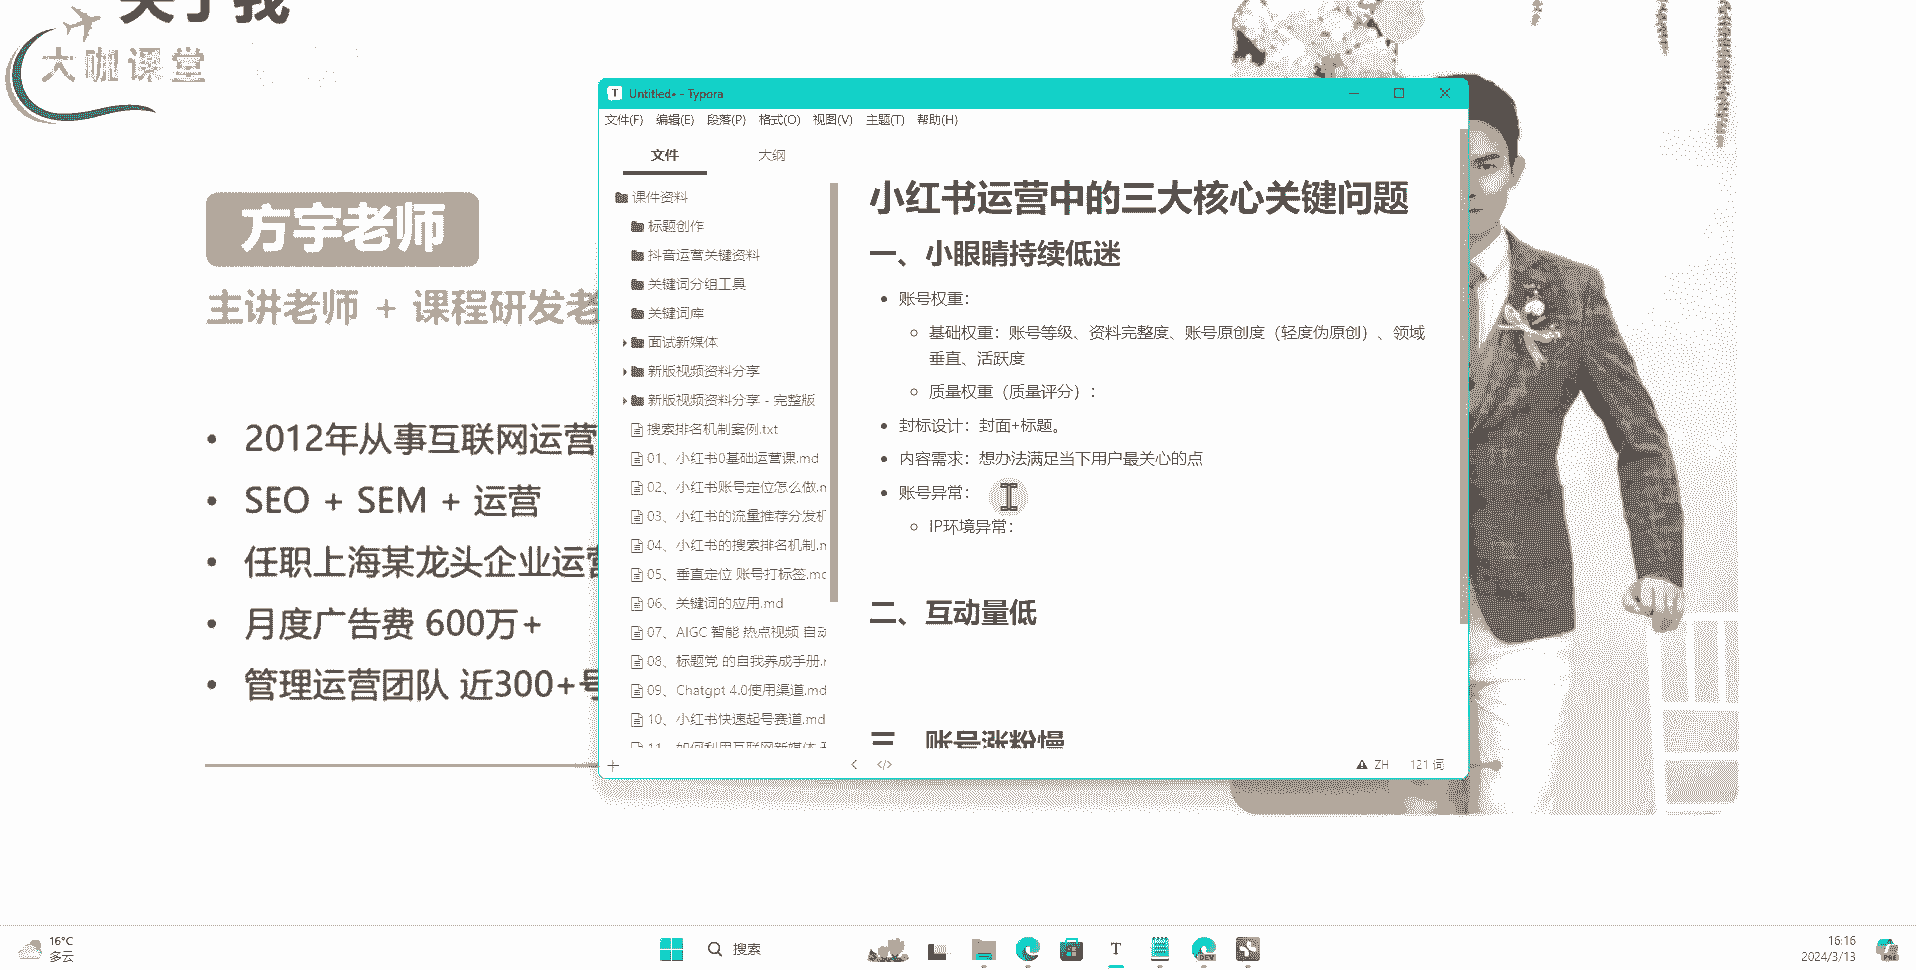 关于我
大咖课堂
方宇老师
主讲老师 + 课程研发老
2012年从事互联网运营
SEO + SEM + 运营
任职上海某龙头企业运营
月度广告费 600万+
管理运营团队 近300+号
Untitled• - Typora
文件(F) 编辑(E) 段落(P) 格式(O) 视图(V) 主题(T) 帮助(H)
文件 大纲
课件资料
标题创作
抖音运营关键资料
关键词分组工具
关键词库
面试新媒体
新版视频资料分享
新版视频资料分享 - 完整版
搜索排名机制案例.txt
01、小红书0基础运营课.md
02、小红书账号定位怎么做.m
03、小红书的流量推荐分发机
04、小红书的搜索排名机制.m
05、垂直定位 账号打标签.md
06、关键词的应用.md
07、AIGC 智能 热点视频 自动
08、标题党 的自我养成手册.m
09、Chatgpt 4.0使用渠道.md
10、小红书快速起号赛道.md
11、如何利用互联网新媒体
小红书运营中的三大核心关键问题
一、小眼睛持续低迷
账号权重：
基础权重：账号等级、资料完整度、账号原创度（轻度伪原创）、领域
垂直、活跃度
质量权重（质量评分）：
封标设计：封面+标题。
内容需求：想办法满足当下用户最关心的点
账号异常：
IP环境异常：
二、互动量低
三、账号涨粉慢
ZH 121 词
16°C
多云
搜索
16:16
2024/3/13